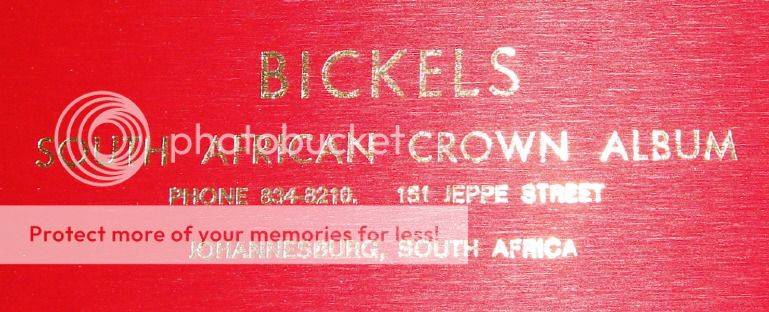 BICKELS
photobucket
SOUTH AFRICAN CROWN ALBUM
PHONE 834-8210. 151 JEPPE STREET
Protect more of your memories for less!
JOHANNESBURG, SOUTH AFRICA